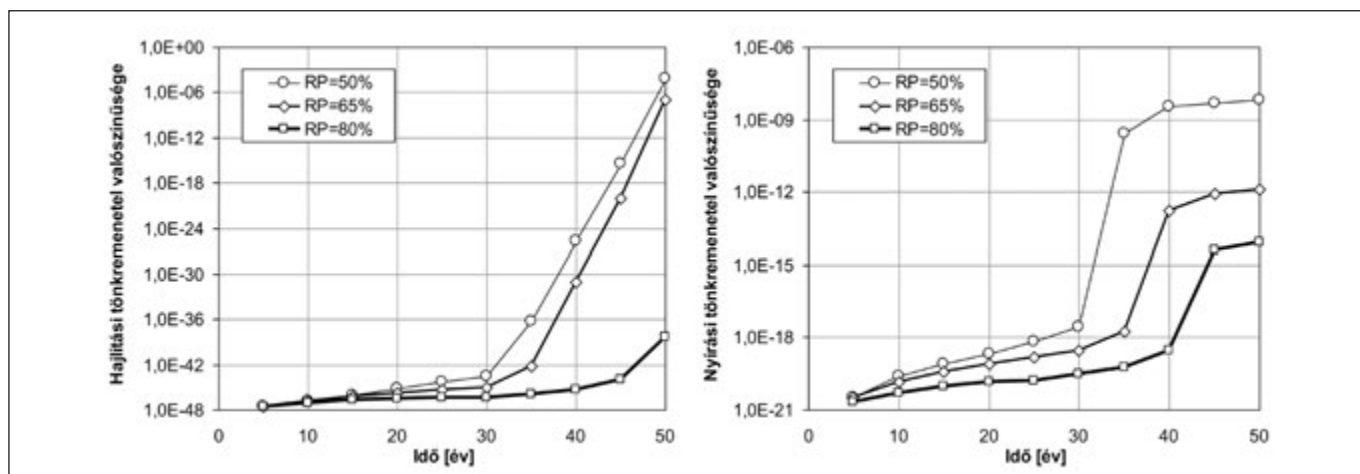 Hajlítási tönkremenetel valószínűsége
1,0E+00
1,0E-06
1,0E-12
1,0E-18
1,0E-24
1,0E-30
1,0E-36
1,0E-42
1,0E-48
RP=50%
RP=65%
RP=80%
0 10 20 30 40 50
Idő [év]
Nyírási tönkremenetel valószínűsége
1,0E-06
1,0E-09
1,0E-12
1,0E-15
1,0E-18
1,0E-21
RP=50%
RP=65%
RP=80%
0 10 20 30 40 50
Idő [év]